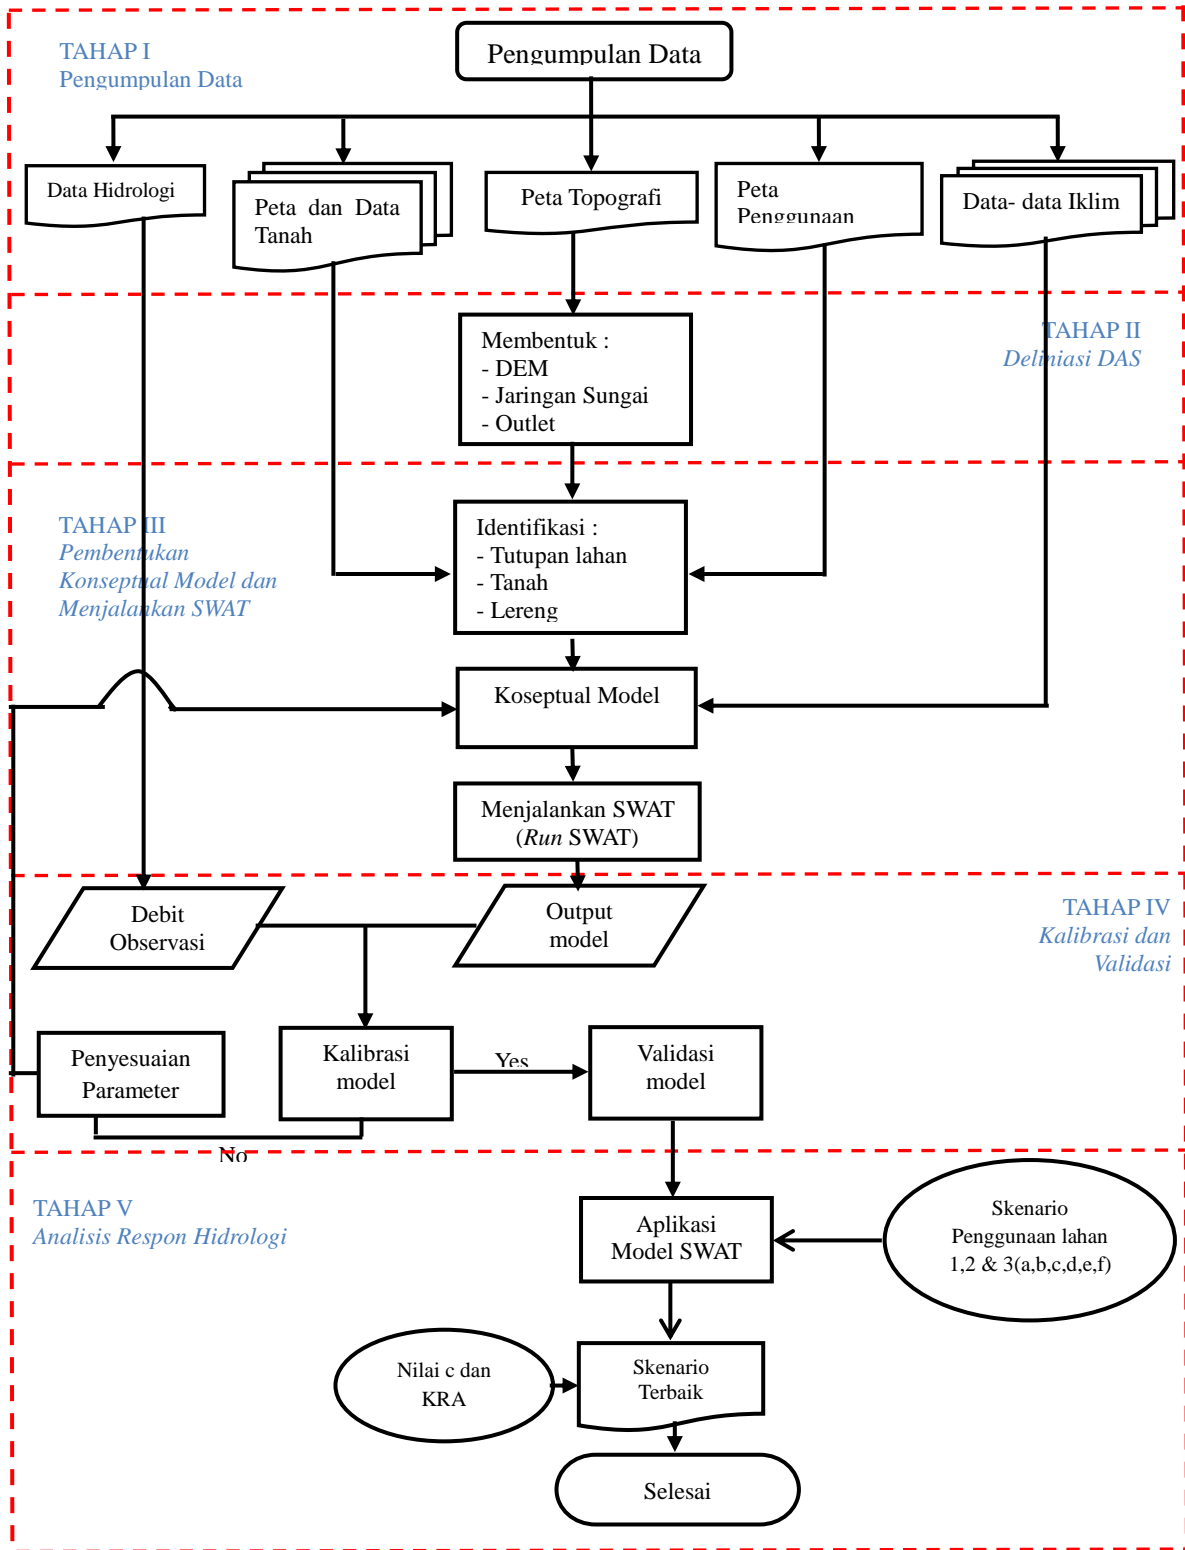 TAHAP I
Pengumpulan Data
Pengumpulan Data
Data Hidrologi
Peta dan Data
Tanah
Peta Topografi
Peta
Penggunaan
Data- data Iklim
TAHAP II
Deliniasi DAS
Membentuk :
- DEM
- Jaringan Sungai
- Outlet
TAHAP III
Pembentukan
Konseptual Model dan
Menjalankan SWAT
Identifikasi :
- Tutupan lahan
- Tanah
- Lereng
Koseptual Model
Menjalankan SWAT
(Run SWAT)
TAHAP IV
Kalibrasi dan
Validasi
Debit
Observasi
Output
model
Penyesuaian
Parameter
Kalibrasi
model
Yes
Validasi
model
No
TAHAP V
Analisis Respon Hidrologi
Aplikasi
Model SWAT
Skenario
Penggunaan lahan
1,2 & 3(a,b,c,d,e,f)
Nilai c dan
KRA
Skenario
Terbaik
Selesai